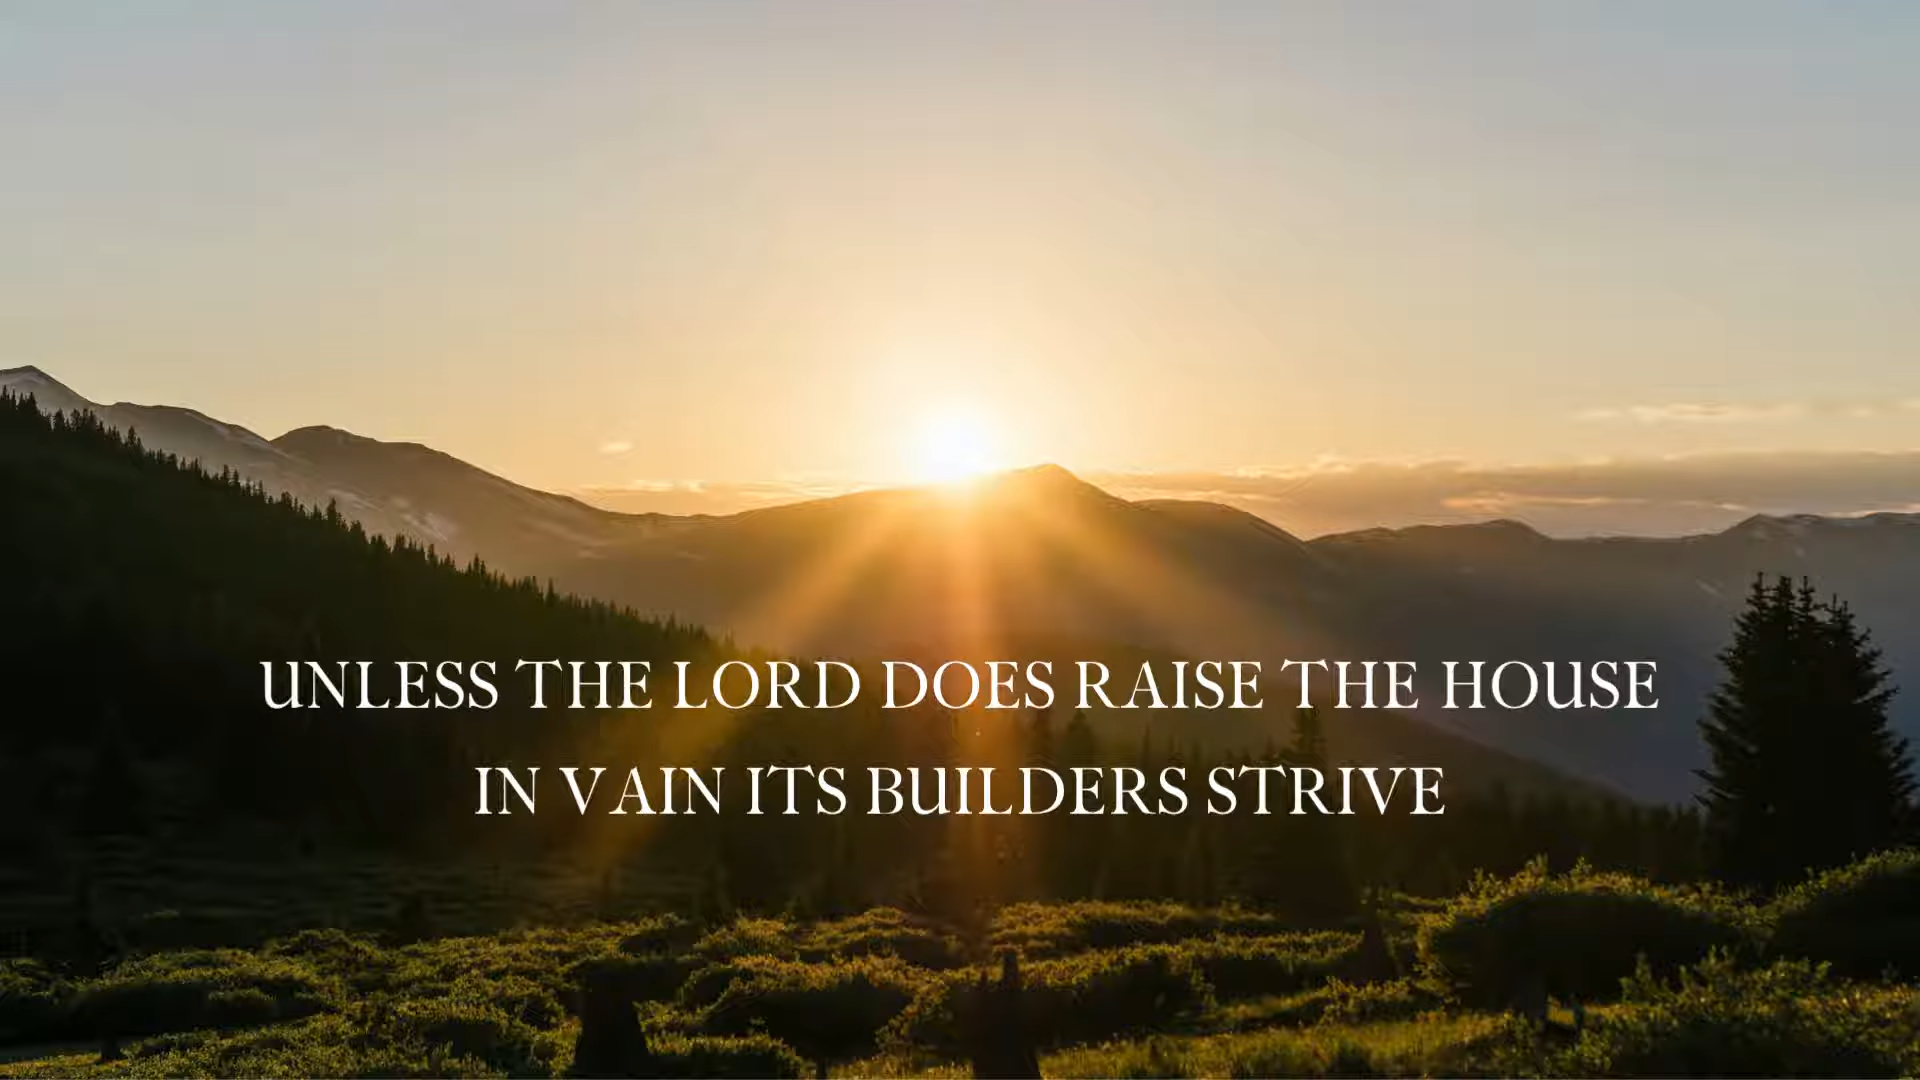 UNLESS THE LORD DOES RAISE THE HOUSE
IN VAIN ITS BUILDERS STRIVE